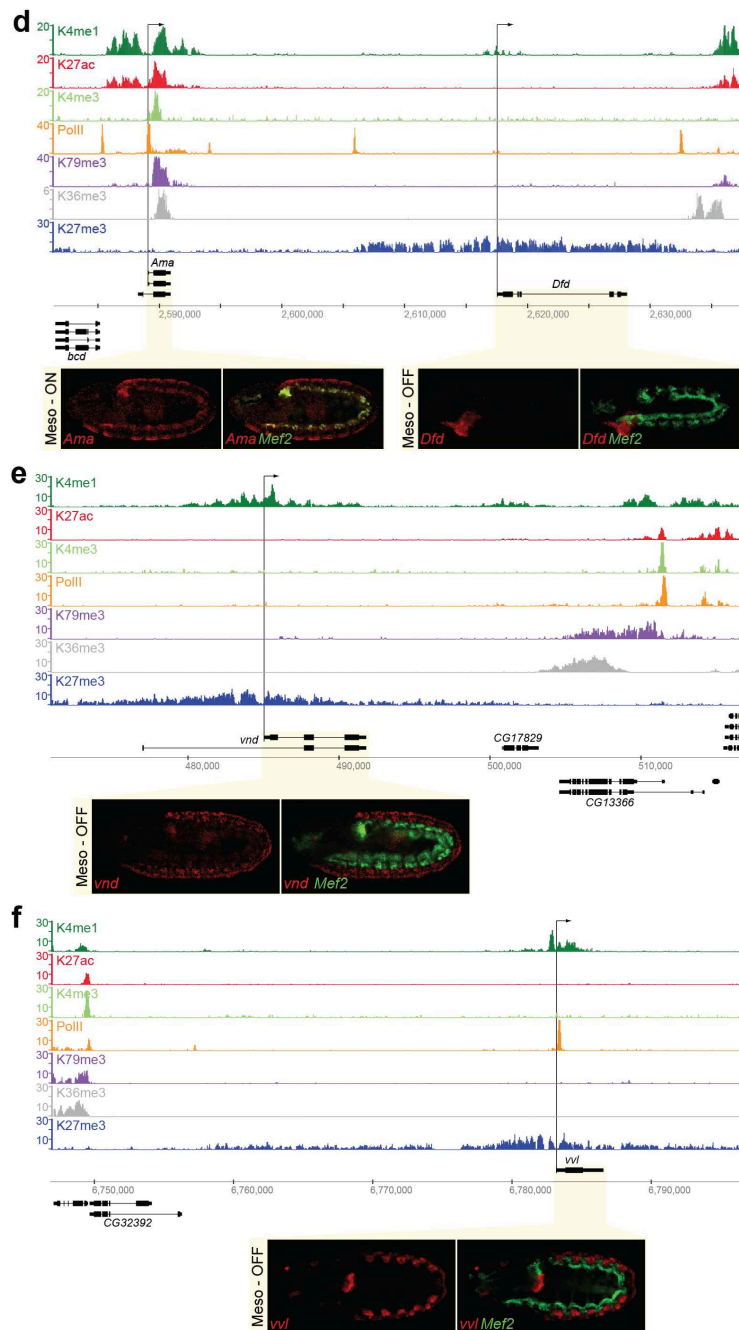 d
20 K4me1
20 K27ac
20 K4me3
40 PolII
40 K79me3
6 K36me3
30 K27me3
Ama
Dfd
2,590,000 2,600,000 2,610,000 2,620,000 2,630,000
bcd
Meso - ON
Ama
Ama Mef2
Meso - OFF
Dfd
Dfd Mef2
e
30 K4me1
10
30 K27ac
10
30 K4me3
10
30 PolII
10
30 K79me3
10
30 K36me3
10
30 K27me3
10
vnd
CG17829
480,000 490,000 500,000 510,000
CG13366
Meso - OFF
vnd
vnd Mef2
f
30 K4me1
10
30 K27ac
10
30 K4me3
10
30 PolII
10
30 K79me3
10
30 K36me3
10
30 K27me3
10
vvl
6,750,000 6,760,000 6,770,000 6,780,000 6,790,000
CG32392
Meso - OFF
vvl
vvl Mef2